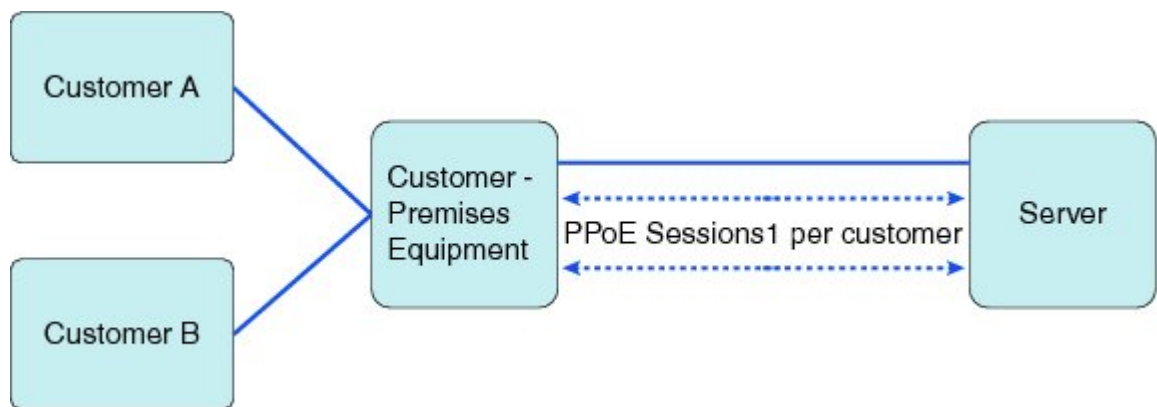 Customer A
Customer -
Premises
Equipment
PPoE Sessions1 per customer
Server
Customer B